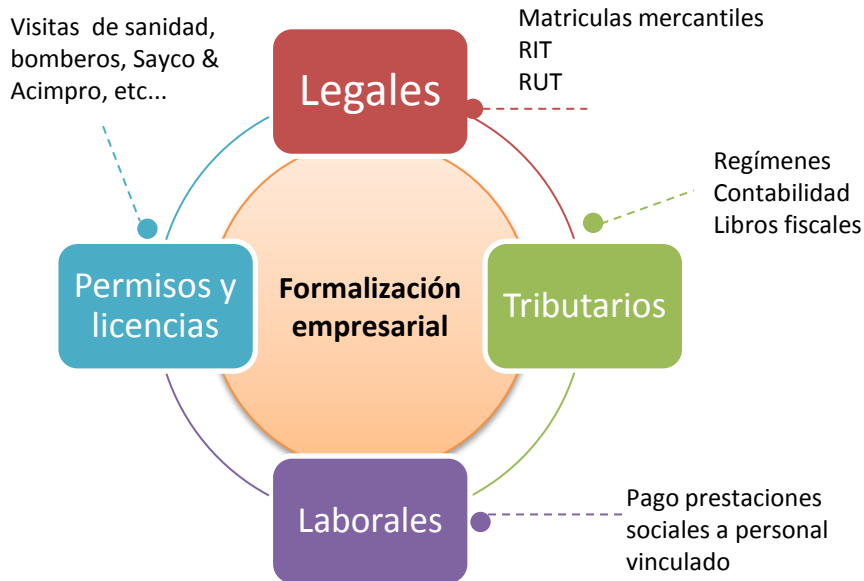 Visitas de sanidad,
bomberos, Sayco &
Acimpro, etc...
Legales
Matriculas mercantiles
RIT
RUT
Regímenes
Contabilidad
Libros fiscales
Permisos y
licencias
Formalización
empresarial
Tributarios
Laborales
Pago prestaciones
sociales a personal
vinculado